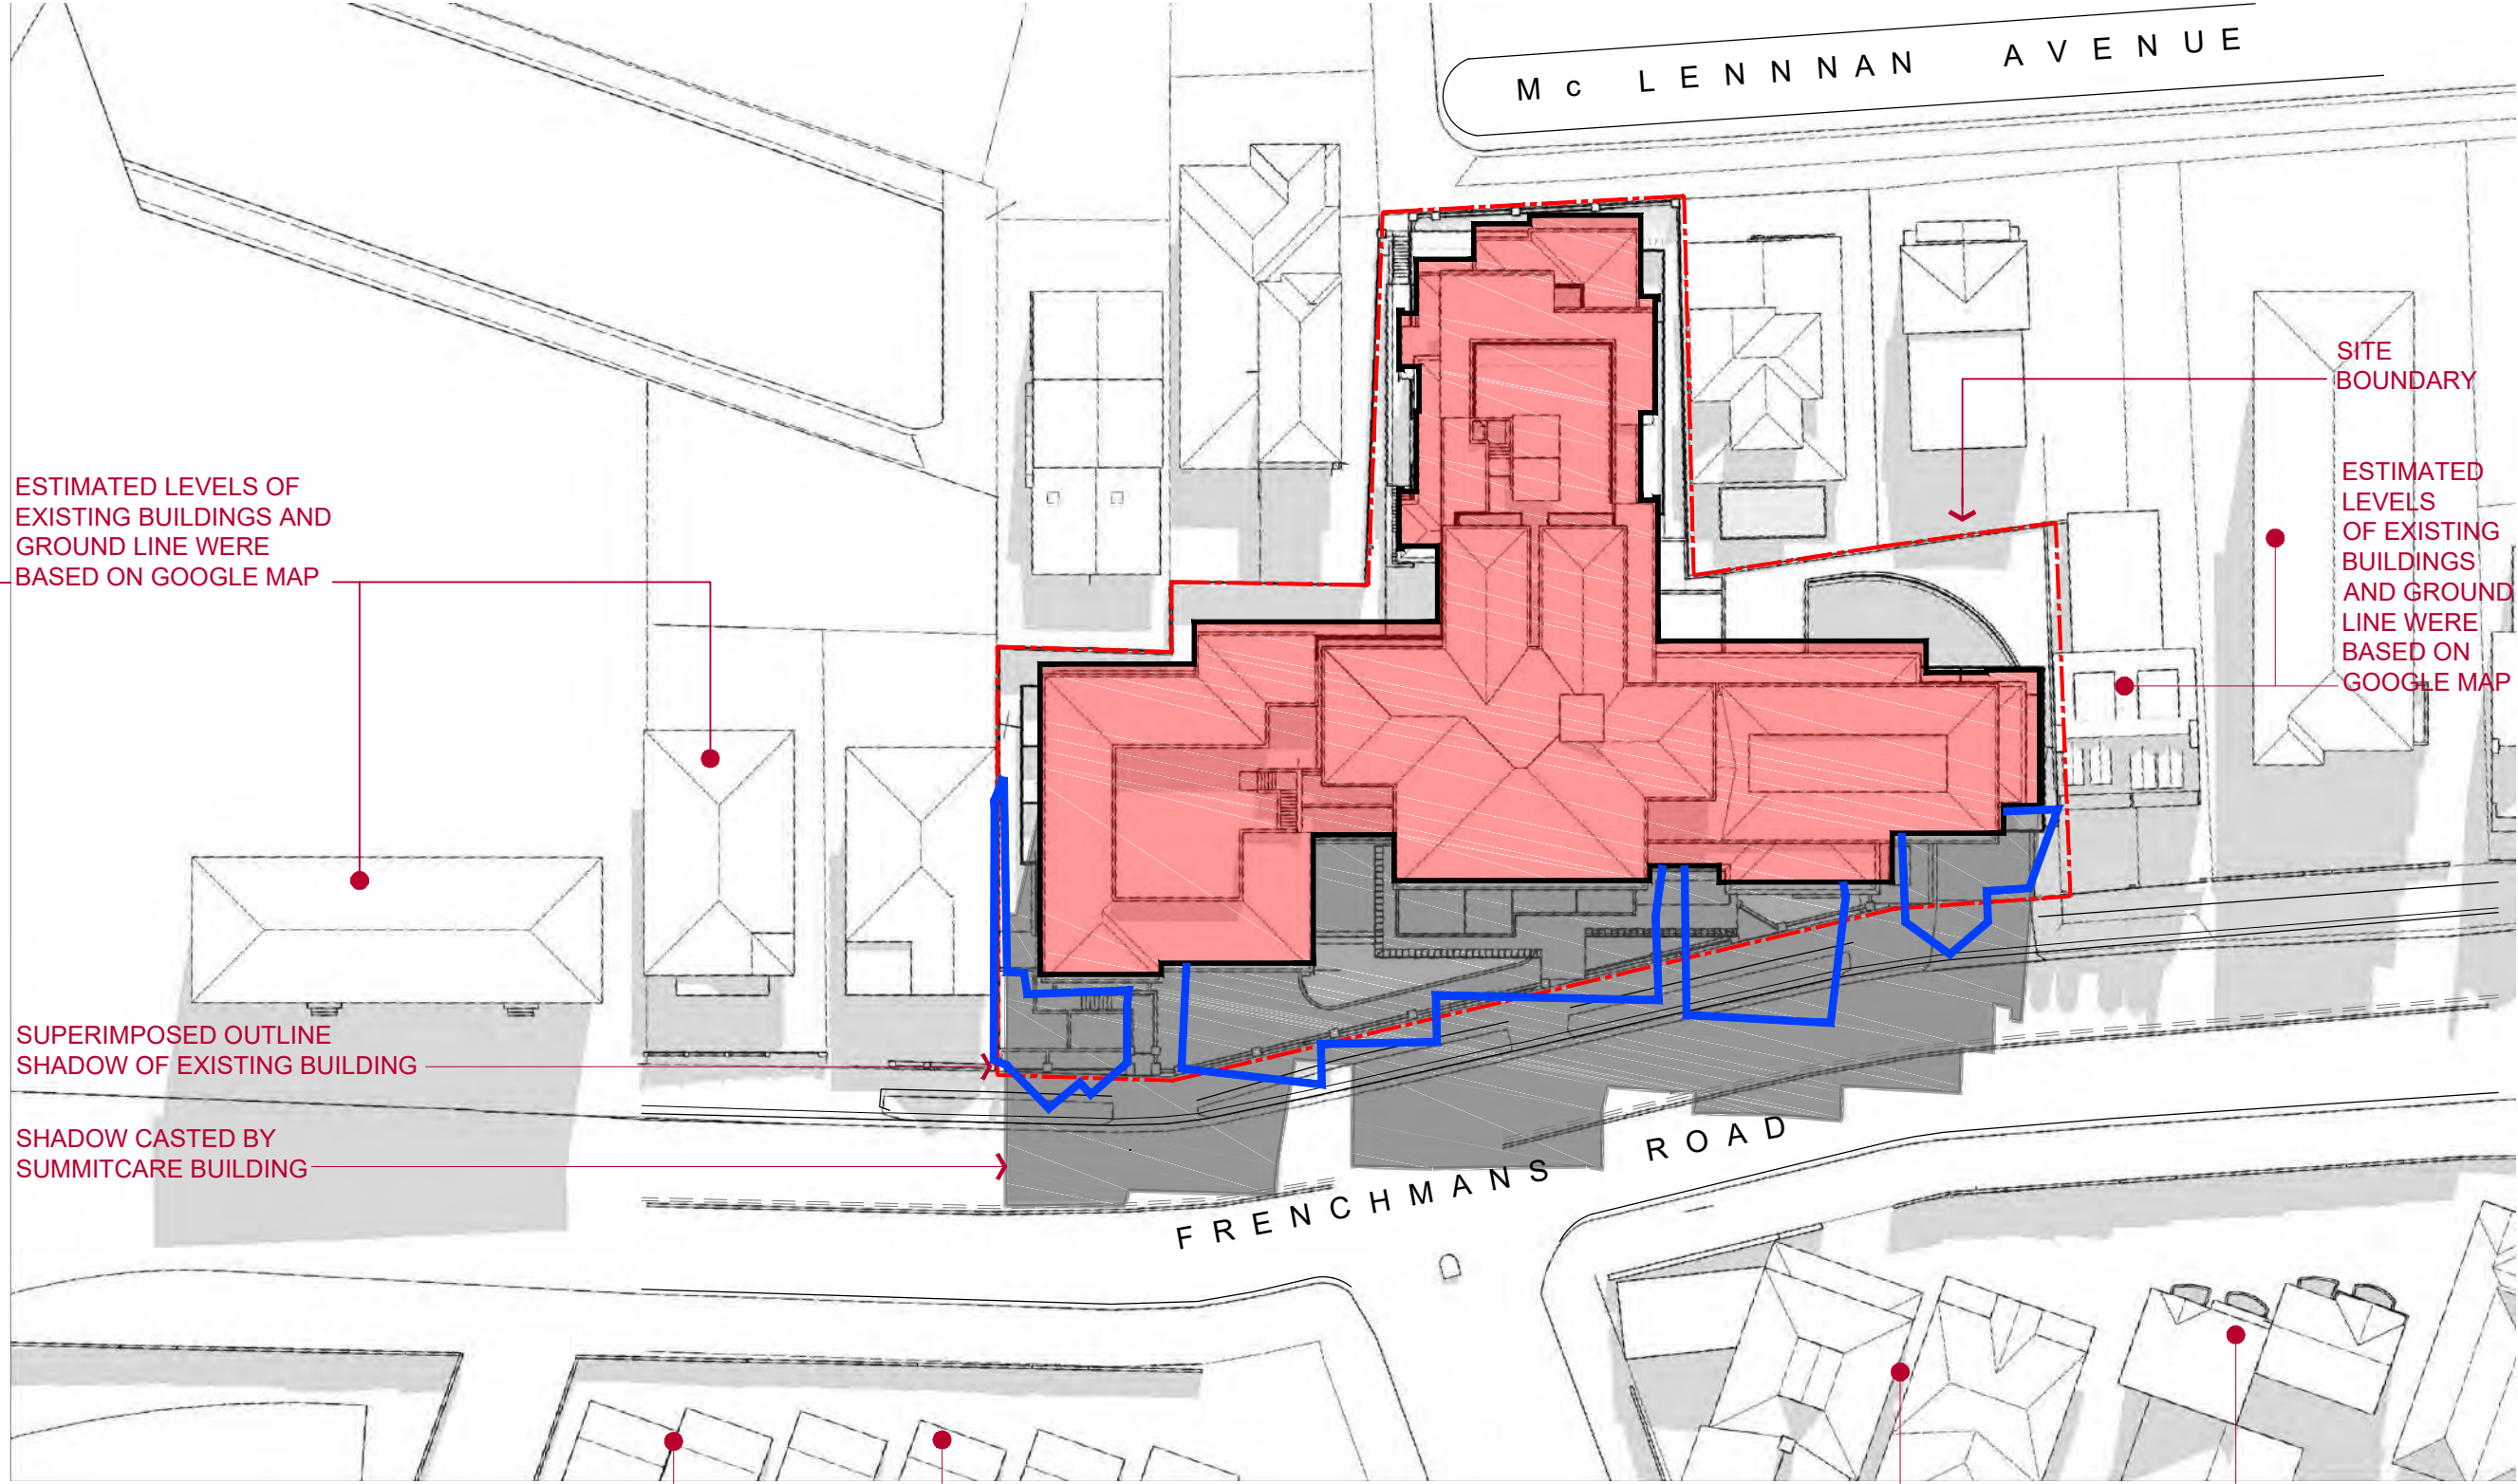 Mc LENNNAN AVENUE
SITE
BOUNDARY
ESTIMATED LEVELS OF
EXISTING BUILDINGS AND
GROUND LINE WERE
BASED ON GOOGLE MAP
ESTIMATED
LEVELS
OF EXISTING
BUILDINGS
AND GROUND
LINE WERE
BASED ON
GOOGLE MAP
SUPERIMPOSED OUTLINE
SHADOW OF EXISTING BUILDING
SHADOW CASTED BY
SUMMITCARE BUILDING
FRENCHMANS ROAD